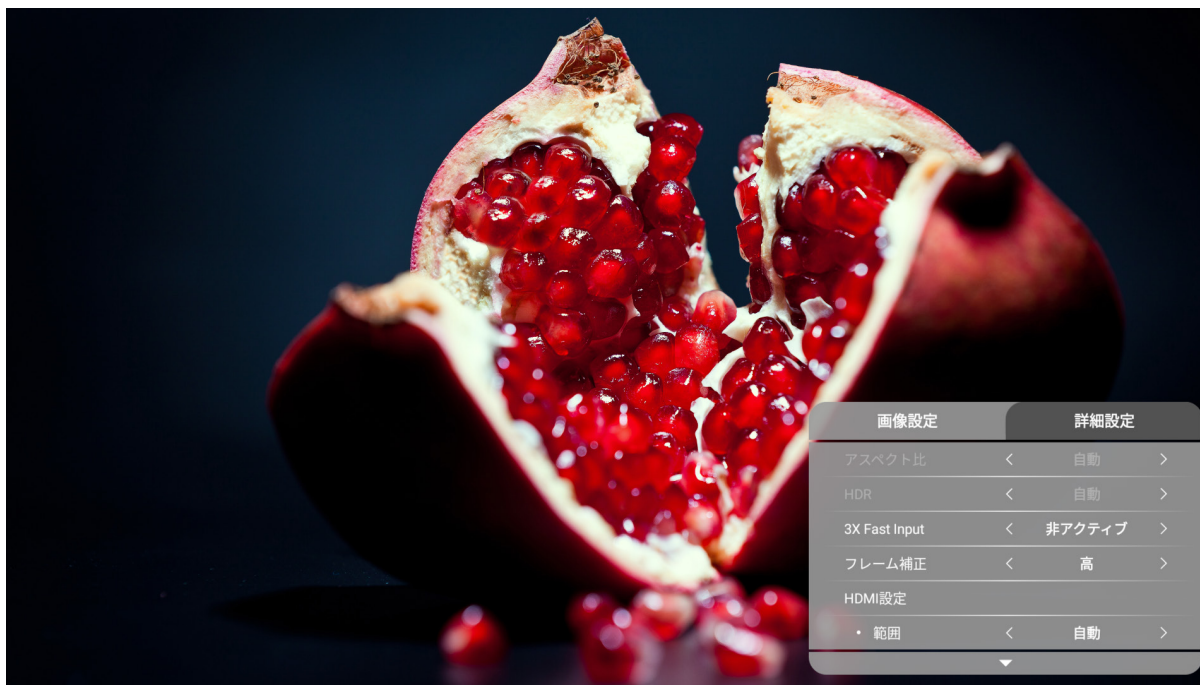 画像設定 詳細設定
アスペクト比 < 自動 >
HDR < 自動 >
3X Fast Input < 非アクティブ >
フレーム補正 < 高 >
HDMI設定
• 範囲 < 自動 >